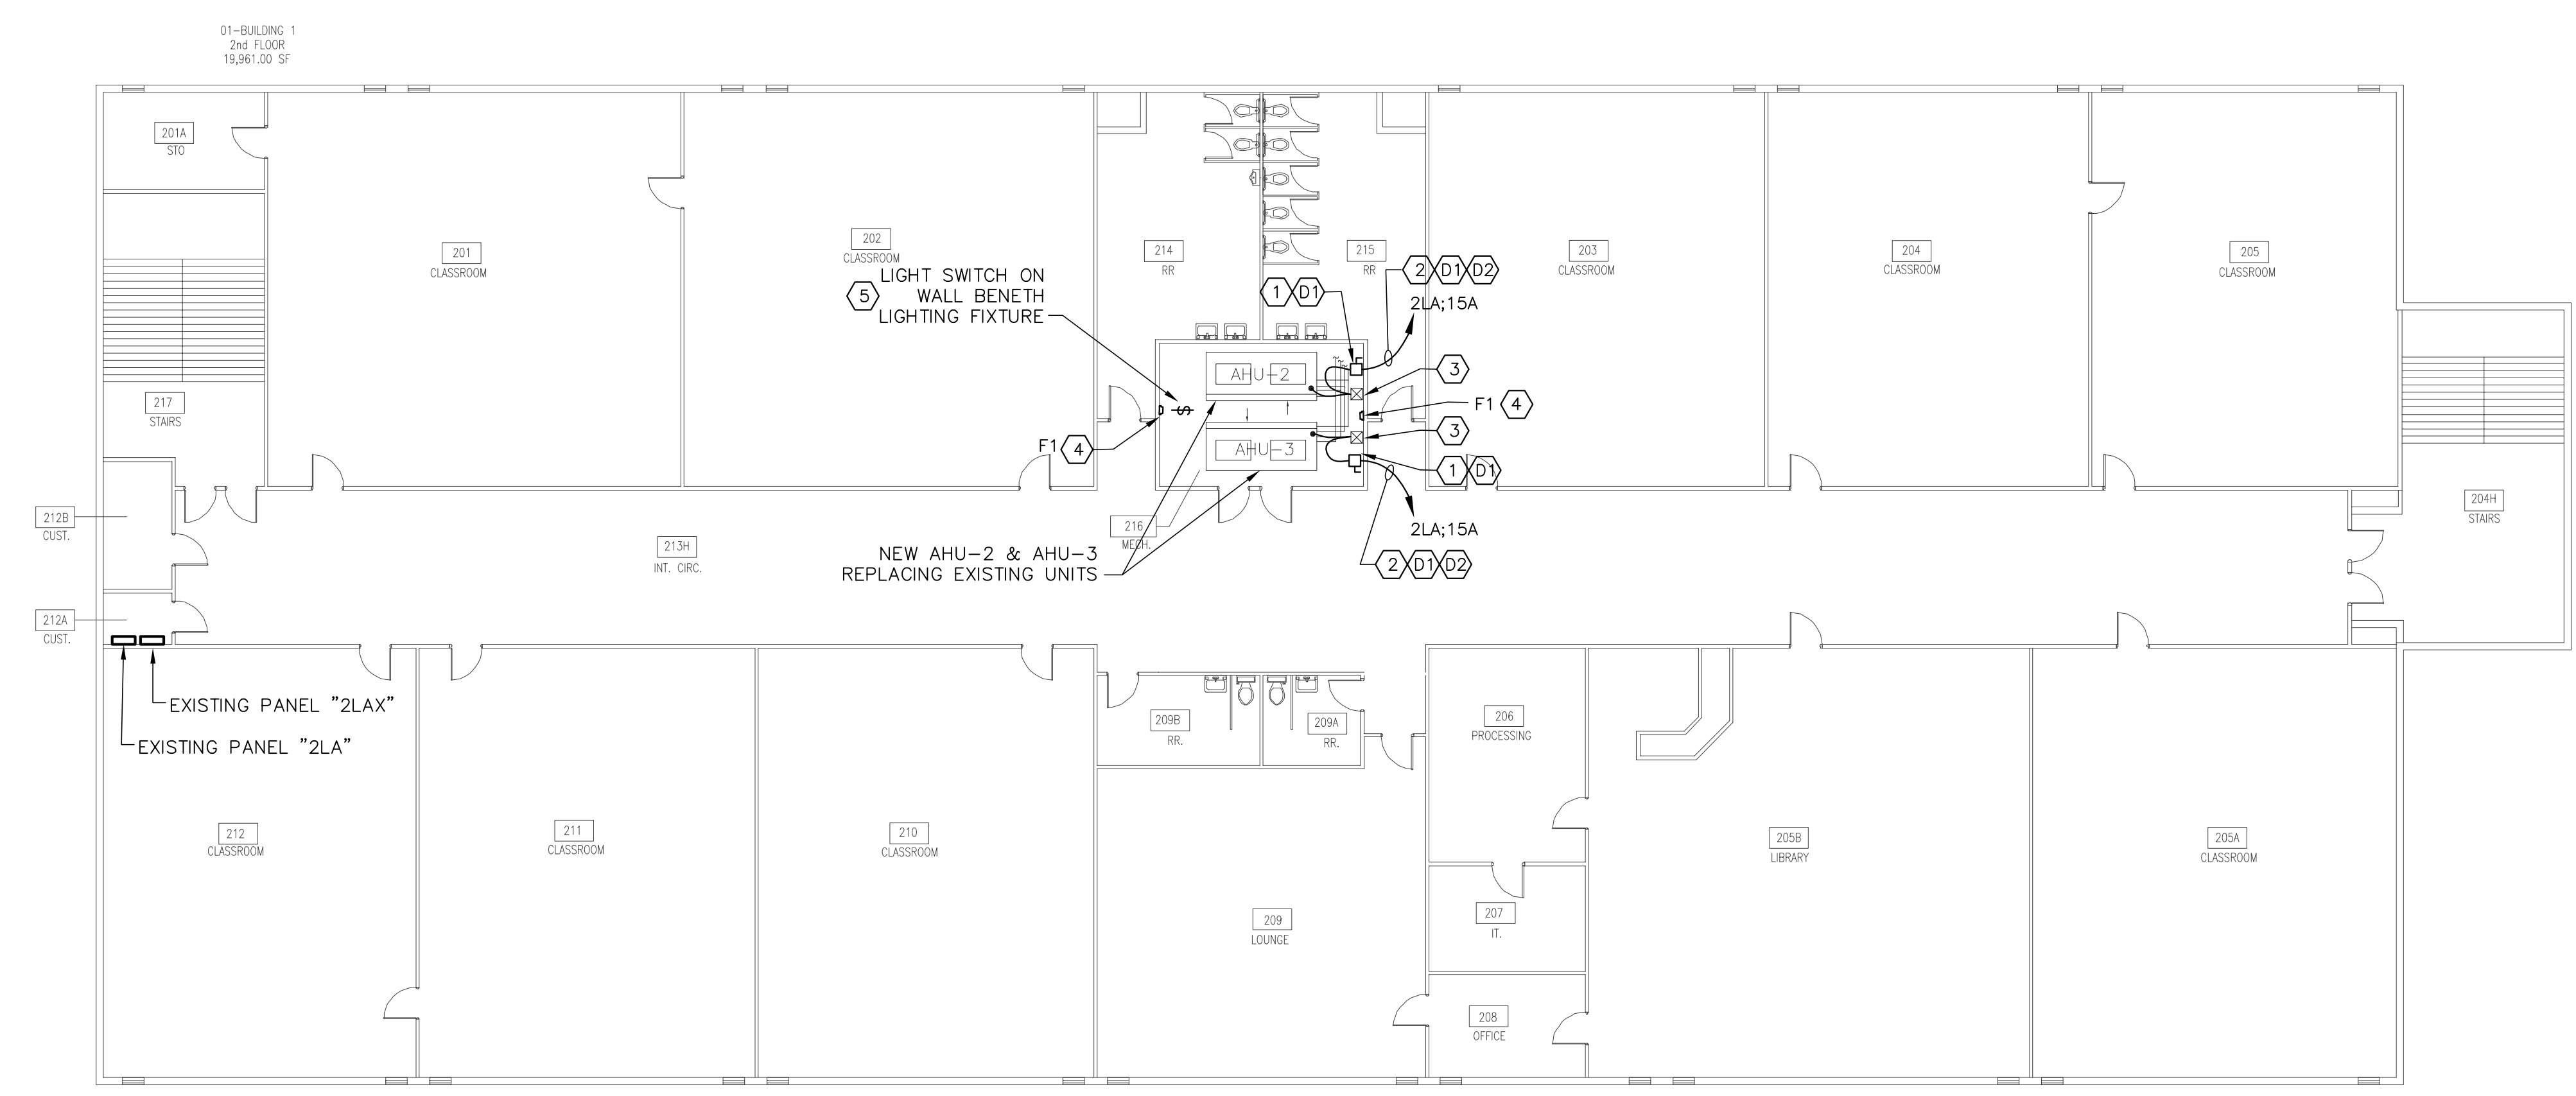 01-BUILDING 1
2nd FLOOR
19,961.00 SF
201A
STO
201
CLASSROOM
202
CLASSROOM
214
RR
215
RR
203
CLASSROOM
204
CLASSROOM
205
CLASSROOM
5
LIGHT SWITCH ON
WALL BENETH
LIGHTING FIXTURE
1 D1
2 D1 D2
2LA;15A
AHU-2
3
$
F1 4
217
STAIRS
F1 4
3
AHU-3
1 D1
212B
CUST.
204H
STAIRS
216
MECH.
2LA;15A
213H
INT. CIRC.
NEW AHU-2 & AHU-3
REPLACING EXISTING UNITS
2 D1 D2
212A
CUST.
EXISTING PANEL "2LAX"
EXISTING PANEL "2LA"
209B
RR.
209A
RR.
206
PROCESSING
212
CLASSROOM
211
CLASSROOM
210
CLASSROOM
205B
LIBRARY
205A
CLASSROOM
209
LOUNGE
207
IT.
208
OFFICE